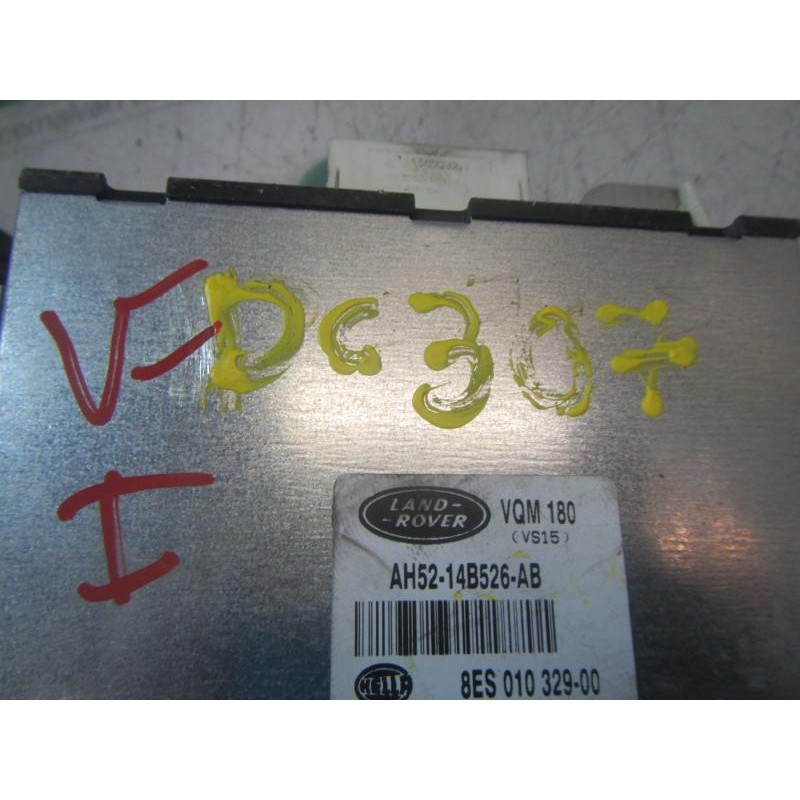 V- DC307
I
LAND-
-ROVER
VQM 180
(VS15)
AH52-14B526-AB
HELLA
8ES 010 329-00